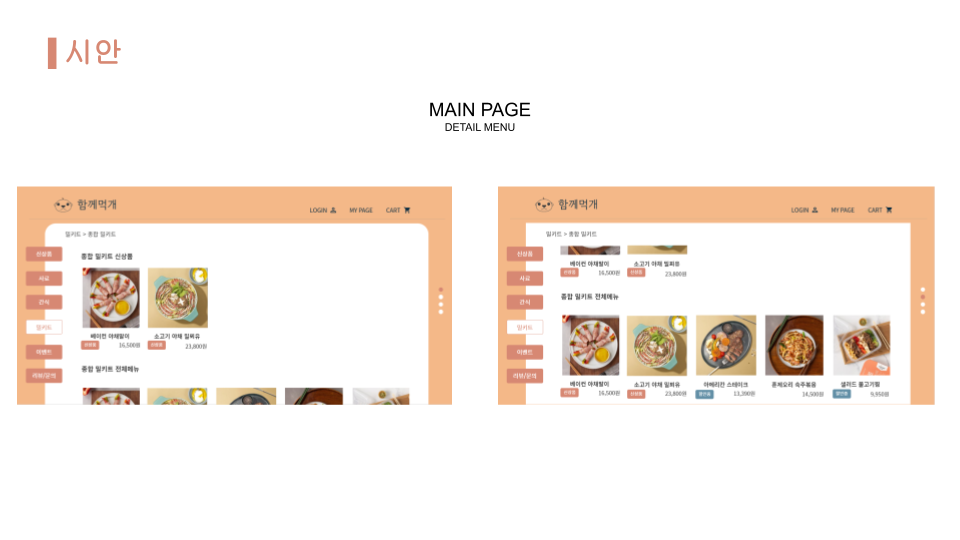 시안
MAIN PAGE
DETAIL MENU
함께먹개
LOGIN MY PAGE CART
밀키트 > 종합 밀키트
신상품
사료
간식
밀키트
이벤트
리뷰/문의
종합 밀키트 신상품
베이컨 야채말이
신상품 16,500원
소고기 야채 밀푀유
신상품 23,800원
종합 밀키트 전체메뉴
함께먹개
LOGIN MY PAGE CART
밀키트 > 종합 밀키트
신상품
사료
간식
밀키트
이벤트
리뷰/문의
베이컨 야채말이
신상품 16,500원
소고기 야채 밀푀유
신상품 23,800원
종합 밀키트 전체메뉴
베이컨 야채말이
신상품 16,500원
소고기 야채 밀푀유
신상품 23,800원
아메리칸 스테이크
13,390원
훈제오리 숙주볶음
14,500원
샐러드 불고기랩
9,950원